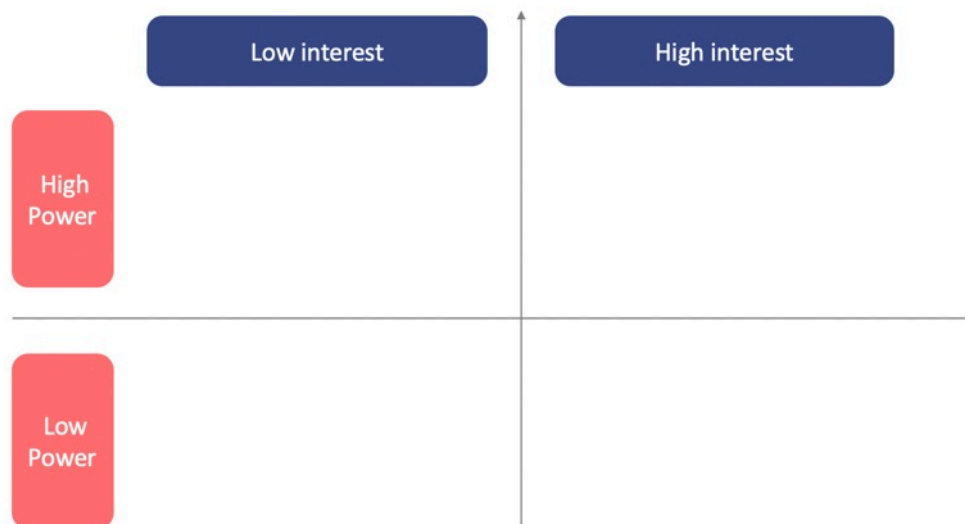 Low interest
High interest
High
Power
Low
Power